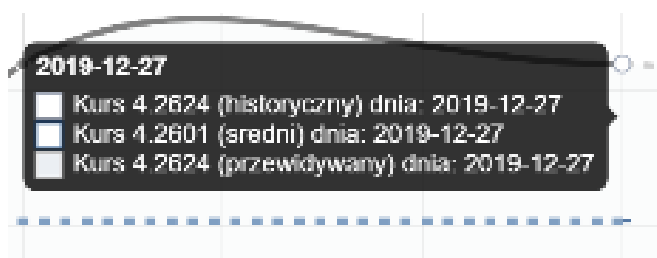 2019-12-27
Kurs 4.2624 (historyczny) dnia: 2019-12-27
Kurs 4.2601 (sredni) dnia: 2019-12-27
Kurs 4.2624 (przewidywany) dnia: 2019-12-27